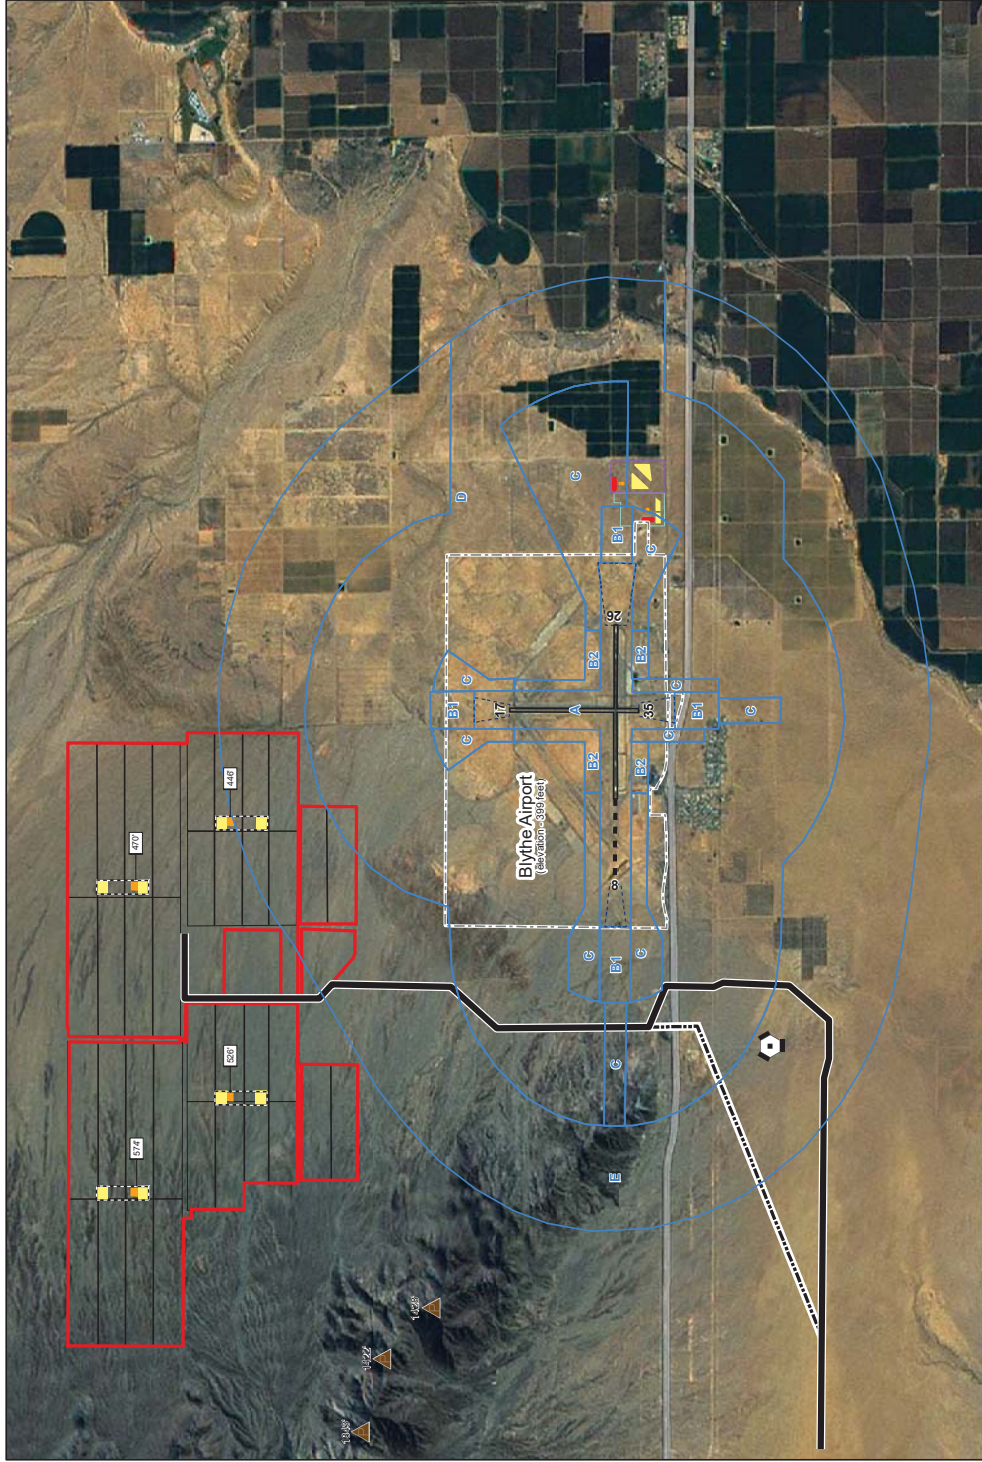 470'
446'
574'
526'
D
C
C
B1
C
17
B2
B1
C
26
A
B2
B2
B2
35
C
C
B1
C
Blythe Airport
(elevation - 399 feet)
8
C
B1
C
C
E
1422'